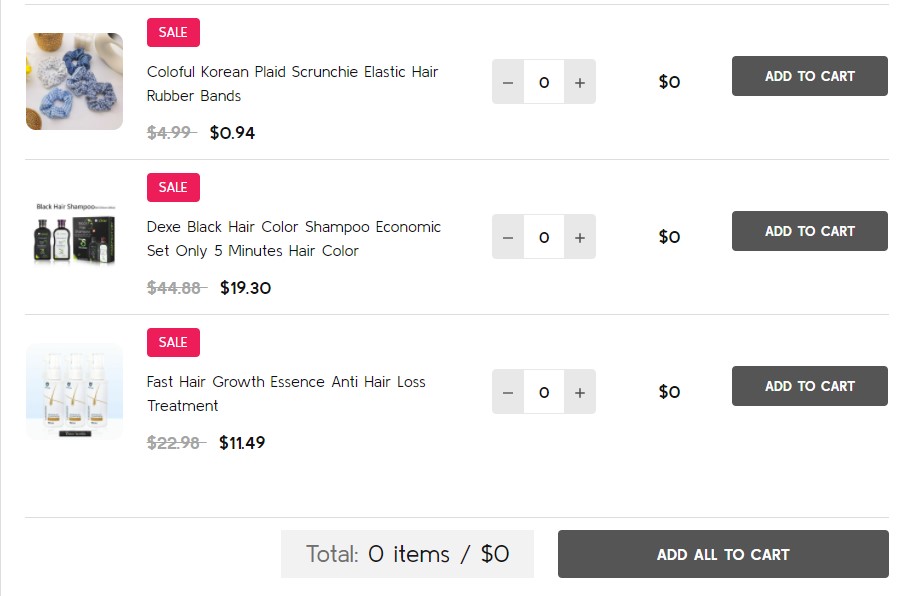 SALE
Coloful Korean Plaid Scrunchie Elastic Hair
Rubber Bands
$4.99 $0.94
− 0 +
$0
ADD TO CART
Black Hair Shampoo
SALE
Dexe Black Hair Color Shampoo Economic
Set Only 5 Minutes Hair Color
$44.88 $19.30
− 0 +
$0
ADD TO CART
SALE
Fast Hair Growth Essence Anti Hair Loss
Treatment
$22.98 $11.49
− 0 +
$0
ADD TO CART
Total: 0 items / $0
ADD ALL TO CART